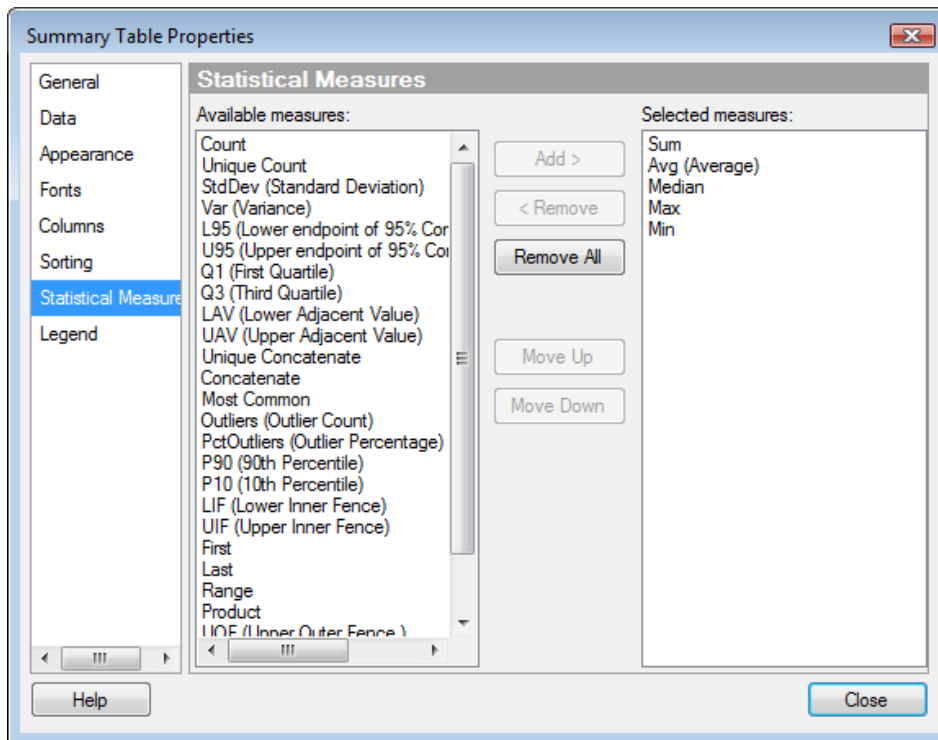 Summary Table Properties
General
Data
Appearance
Fonts
Columns
Sorting
Statistical Measure
Legend
Statistical Measures
Available measures:
Count
Unique Count
StdDev (Standard Deviation)
Var (Variance)
L95 (Lower endpoint of 95% Cor
U95 (Upper endpoint of 95% Cor
Q1 (First Quartile)
Q3 (Third Quartile)
LAV (Lower Adjacent Value)
UAV (Upper Adjacent Value)
Unique Concatenate
Concatenate
Most Common
Outliers (Outlier Count)
PctOutliers (Outlier Percentage)
P90 (90th Percentile)
P10 (10th Percentile)
LIF (Lower Inner Fence)
UIF (Upper Inner Fence)
First
Last
Range
Product
UOF (Upper Outer Fence )
Add >
< Remove
Remove All
Move Up
Move Down
Selected measures:
Sum
Avg (Average)
Median
Max
Min
Help
Close